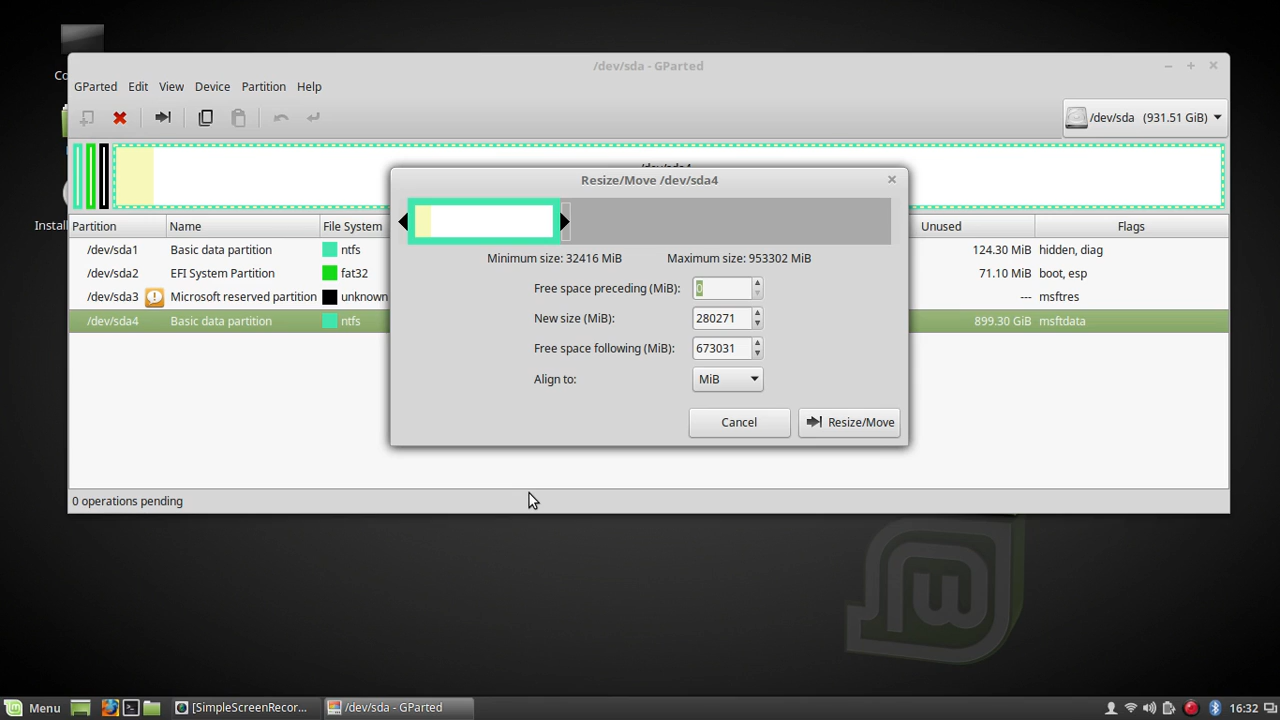 Co
/dev/sda - GParted
GParted Edit View Device Partition Help
/dev/sda (931.51 GiB)
Resize/Move /dev/sda4
Partition Name File System Unused Flags
/dev/sda1 Basic data partition ntfs 124.30 MiB hidden, diag
/dev/sda2 EFI System Partition fat32 71.10 MiB boot, esp
/dev/sda3 Microsoft reserved partition unknown --- msftres
/dev/sda4 Basic data partition ntfs 899.30 GiB msftdata
Minimum size: 32416 MiB Maximum size: 953302 MiB
Free space preceding (MiB): 0
New size (MiB): 280271
Free space following (MiB): 673031
Align to: MiB
Cancel Resize/Move
0 operations pending
Install
Menu [SimpleScreenRecor... /dev/sda - GParted 16:32